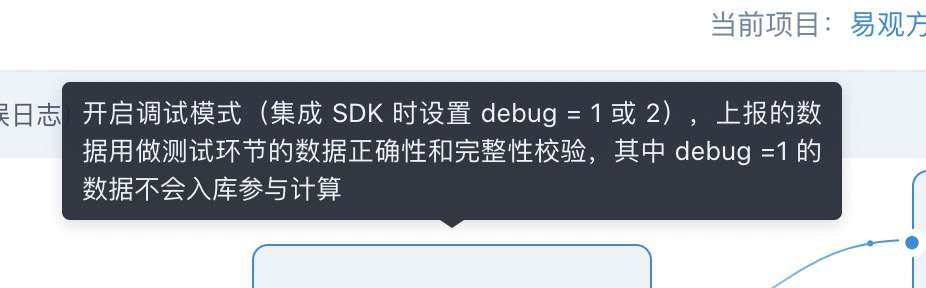 当前项目：易观方
误日志
开启调试模式（集成 SDK 时设置 debug = 1 或 2），上报的数
据用做测试环节的数据正确性和完整性校验，其中 debug =1 的
数据不会入库参与计算